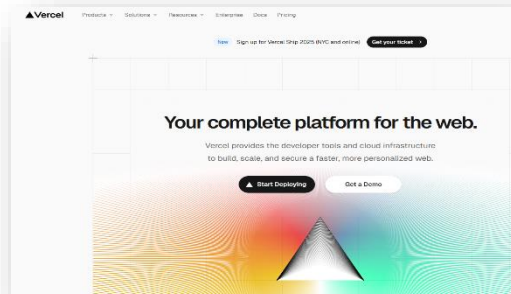 Vercel
Products Solutions Resources Enterprise Docs Pricing
New Sign up for Vercel Ship 2025 (NYC and online) Get your ticket
Your complete platform for the web.
Vercel provides the developer tools and cloud infrastructure
to build, scale, and secure a faster, more personalized web.
Start Deploying Get a Demo